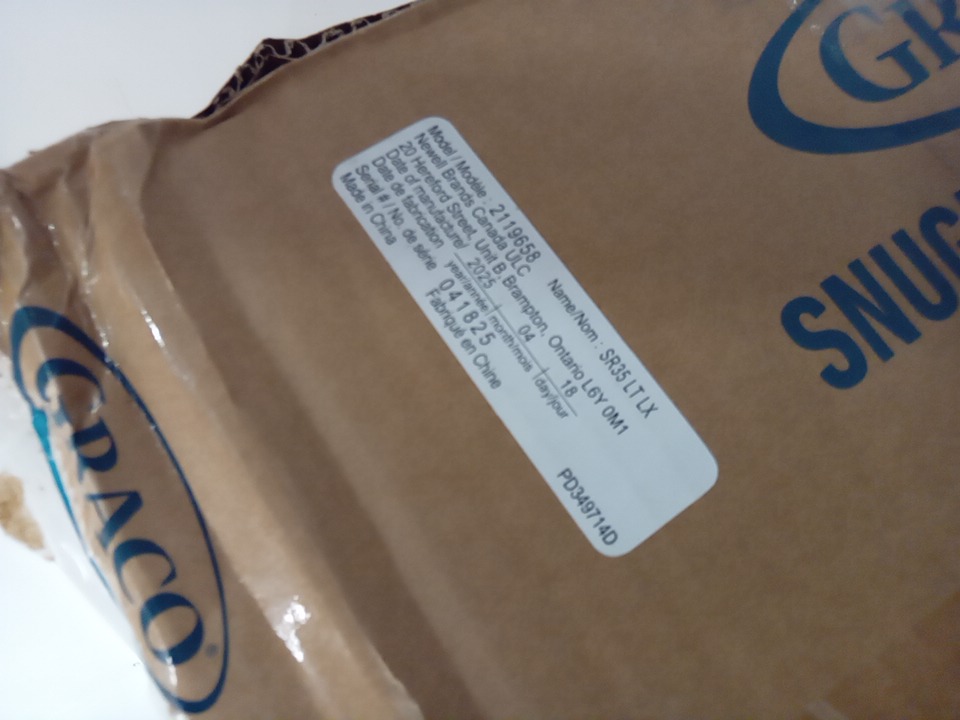 Model / Modèle : 2119658 Name/Nom : SR35 LT LX
Newell Brands Canada ULC
20 Hereford Street, Unit B, Brampton, Ontario L6Y 0M1
Date of manufacture/ 2025 / 04 / 18
Date de fabrication year/année month/mois day/jour
Serial # / No. de série 041825
Made in China Fabriqué en Chine
PD349714D
GR
SNUG
GRACO